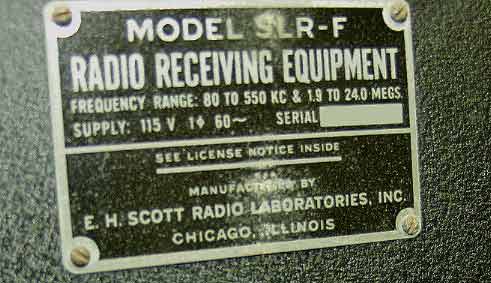 MODEL SLR-F
RADIO RECEIVING EQUIPMENT
FREQUENCY RANGE: 80 TO 550 KC & 1.9 TO 24.0 MEGS.
SUPPLY: 115 V 1Φ 60~ SERIAL
SEE LICENSE NOTICE INSIDE
MANUFACTURED BY
E. H. SCOTT RADIO LABORATORIES, INC.
CHICAGO, ILLINOIS